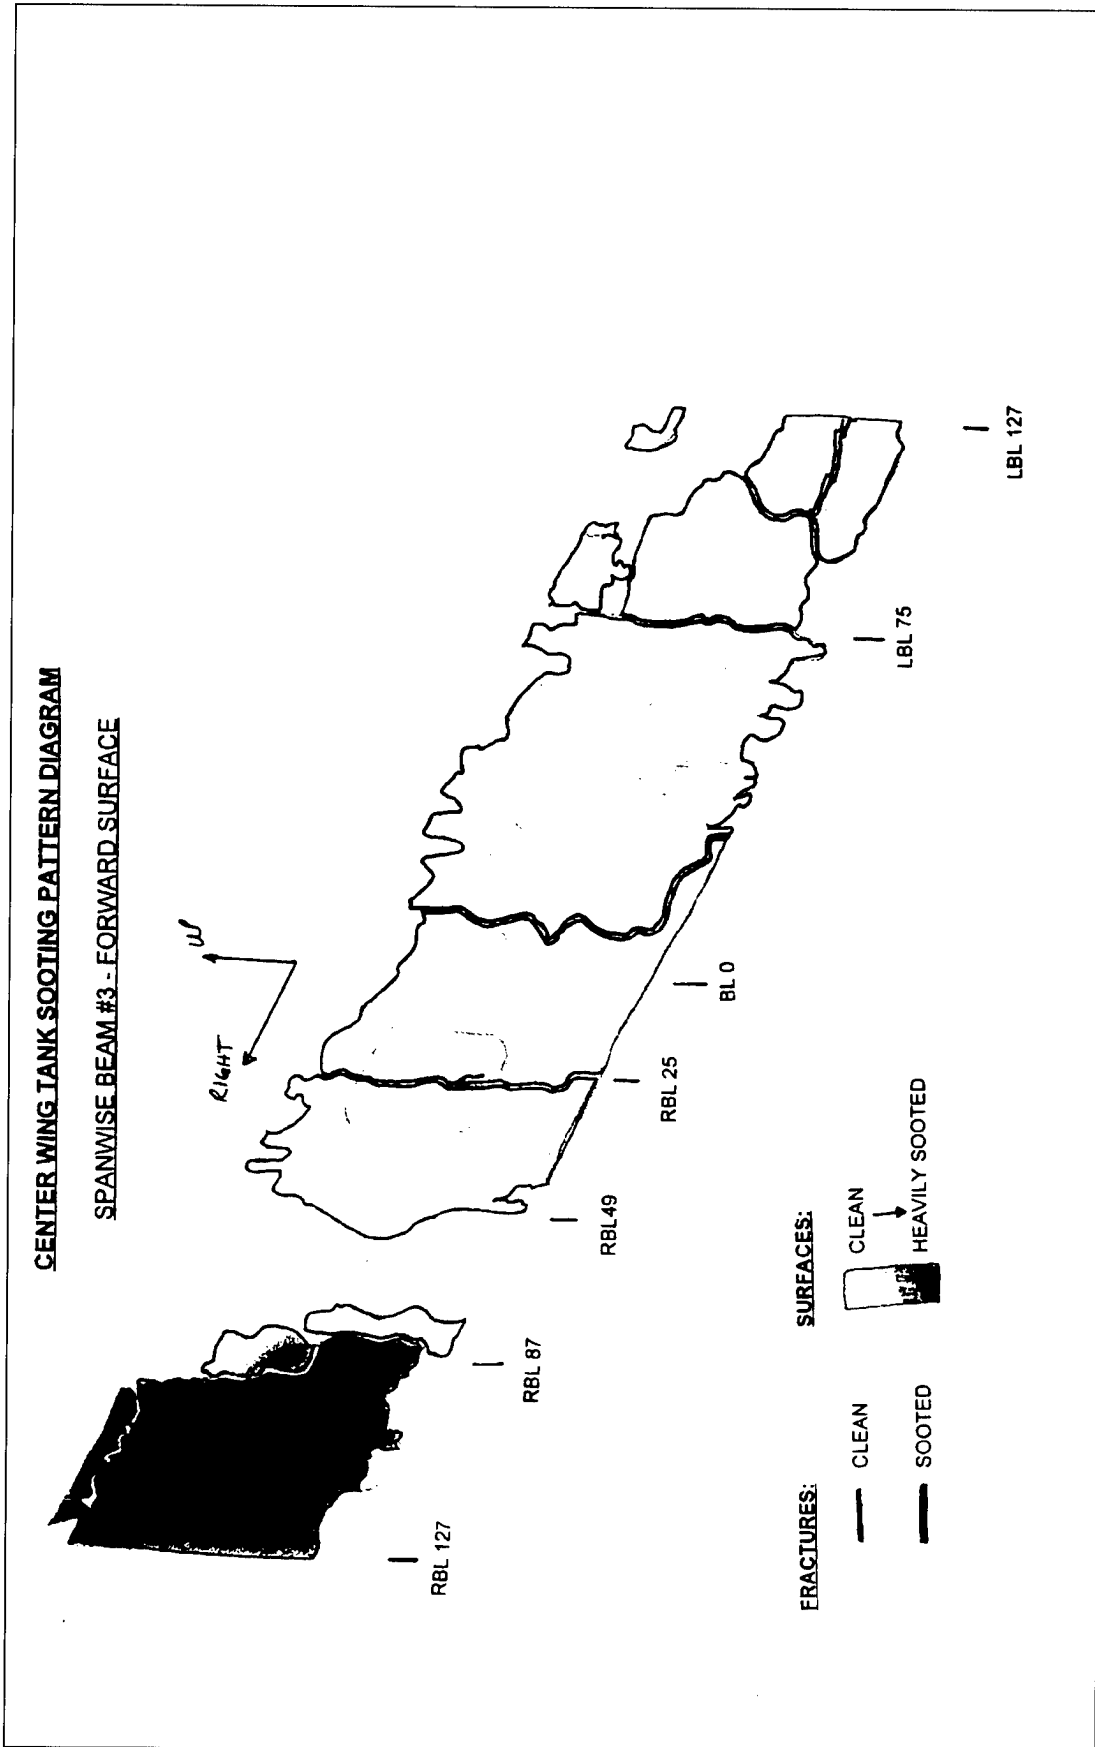 CENTER WING TANK SOOTING PATTERN DIAGRAM
SPANWISE BEAM #3 - FORWARD SURFACE
UP
RIGHT
RBL 127
RBL 87
RBL49
RBL 25
BL 0
LBL 75
LBL 127
FRACTURES:
CLEAN
SOOTED
SURFACES:
CLEAN
HEAVILY SOOTED